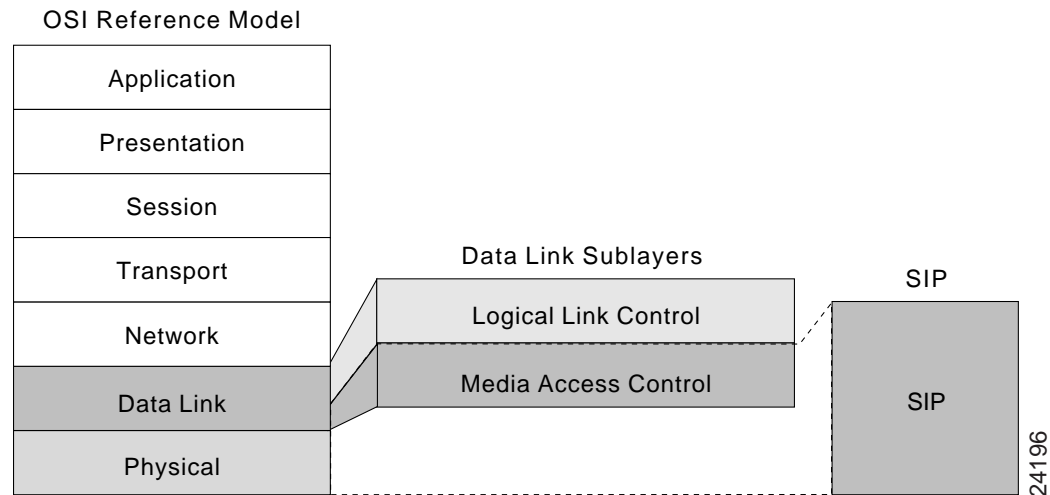 OSI Reference Model
Application
Presentation
Session
Transport
Network
Data Link
Physical
Data Link Sublayers
Logical Link Control
Media Access Control
SIP
SIP
24196